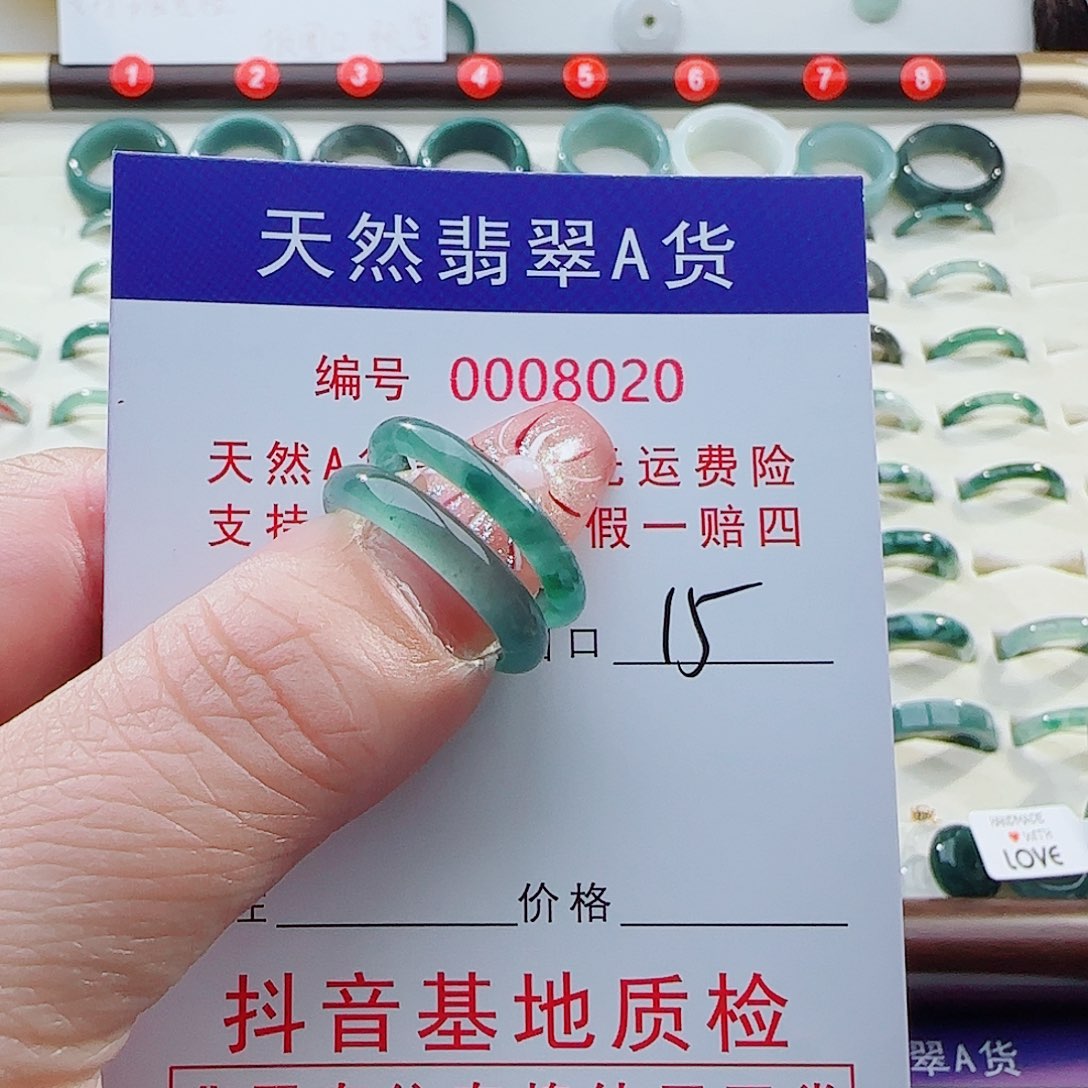 1 2 3 4 5 6 7 8
天然翡翠A货
编号 0008020
天然A 运费险
支持 假一赔四
口 15
价格
抖音基地质检
HANDMADE
WITH
LOVE
翠A货